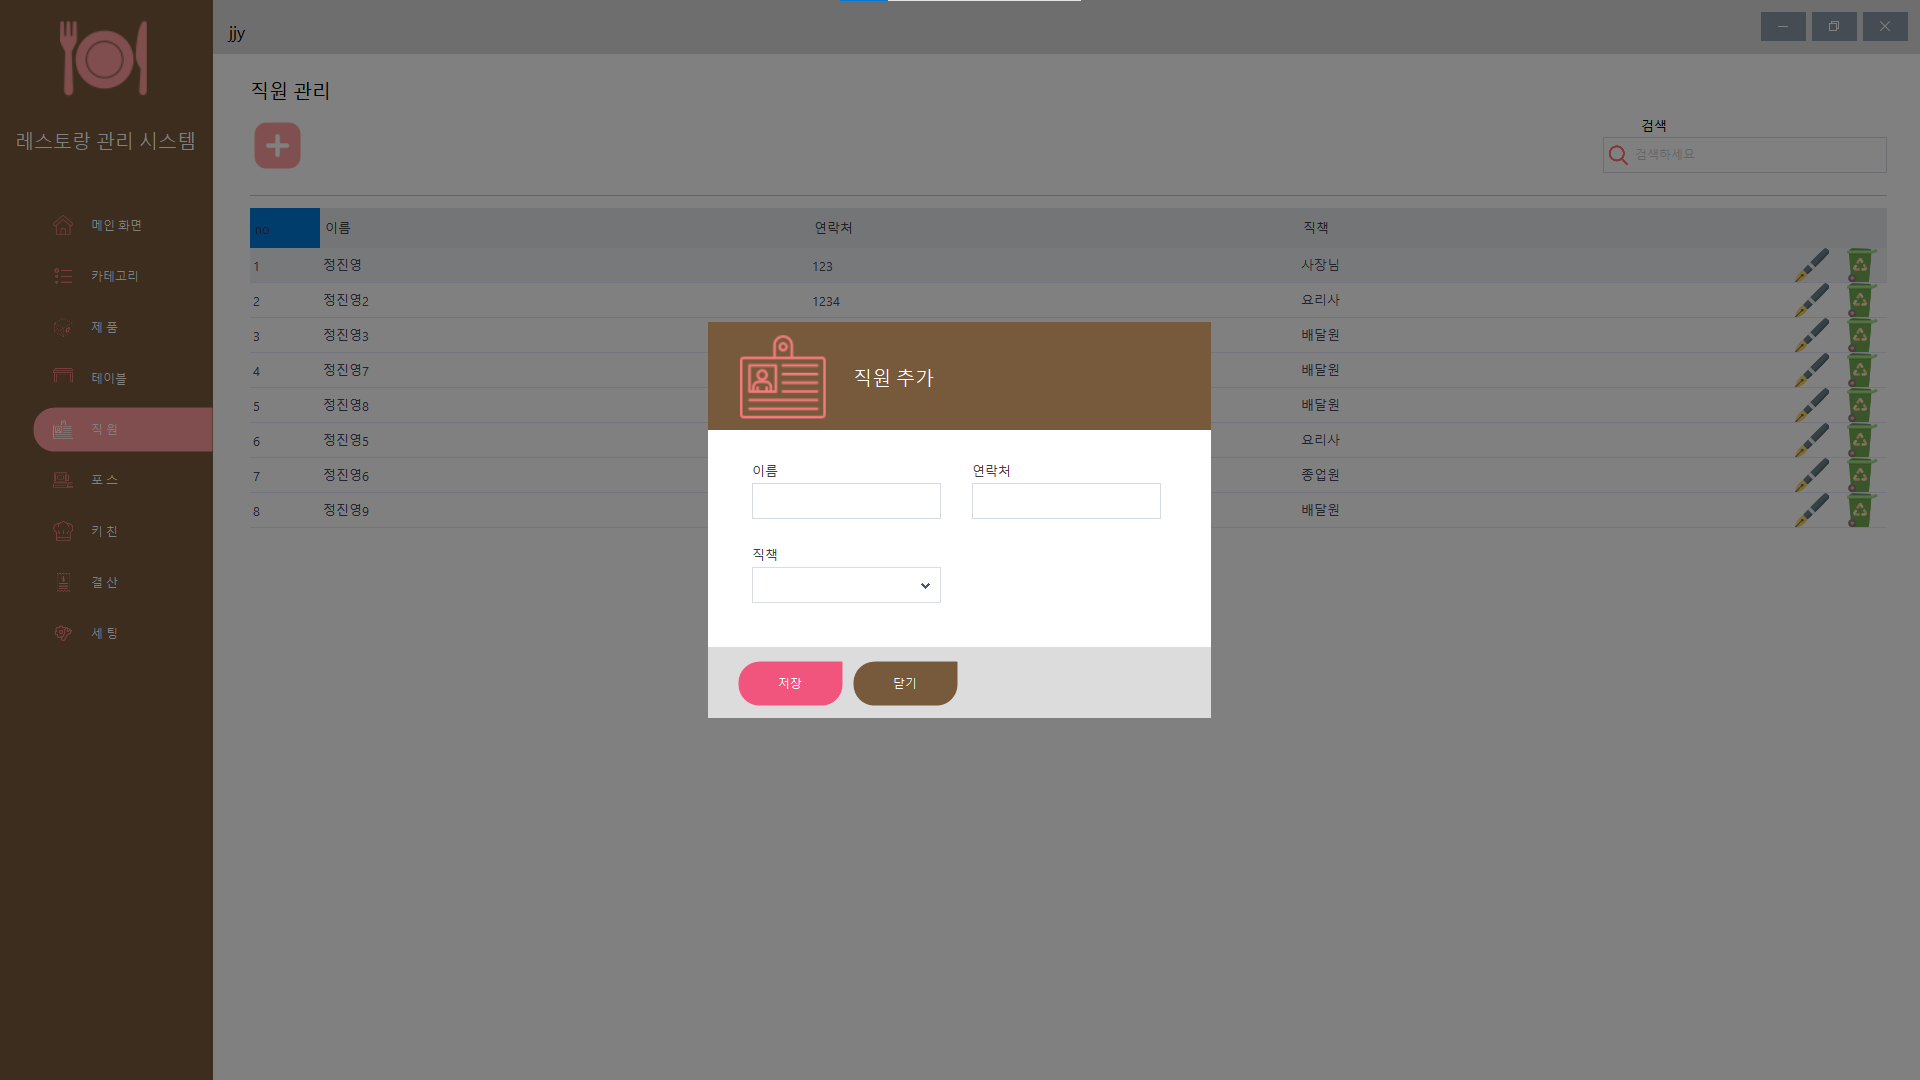 jjy
레스토랑 관리 시스템
메인 화면
카테고리
제 품
테이블
직 원
포 스
키 친
결 산
세 팅
직원 관리
검색
검색하세요
no 이름 연락처 직책
1 정진영 123 사장님
2 정진영2 1234 요리사
3 정진영3 배달원
4 정진영7 배달원
5 정진영8 배달원
6 정진영5 요리사
7 정진영6 종업원
8 정진영9 배달원
직원 추가
이름 연락처
직책
저장 닫기